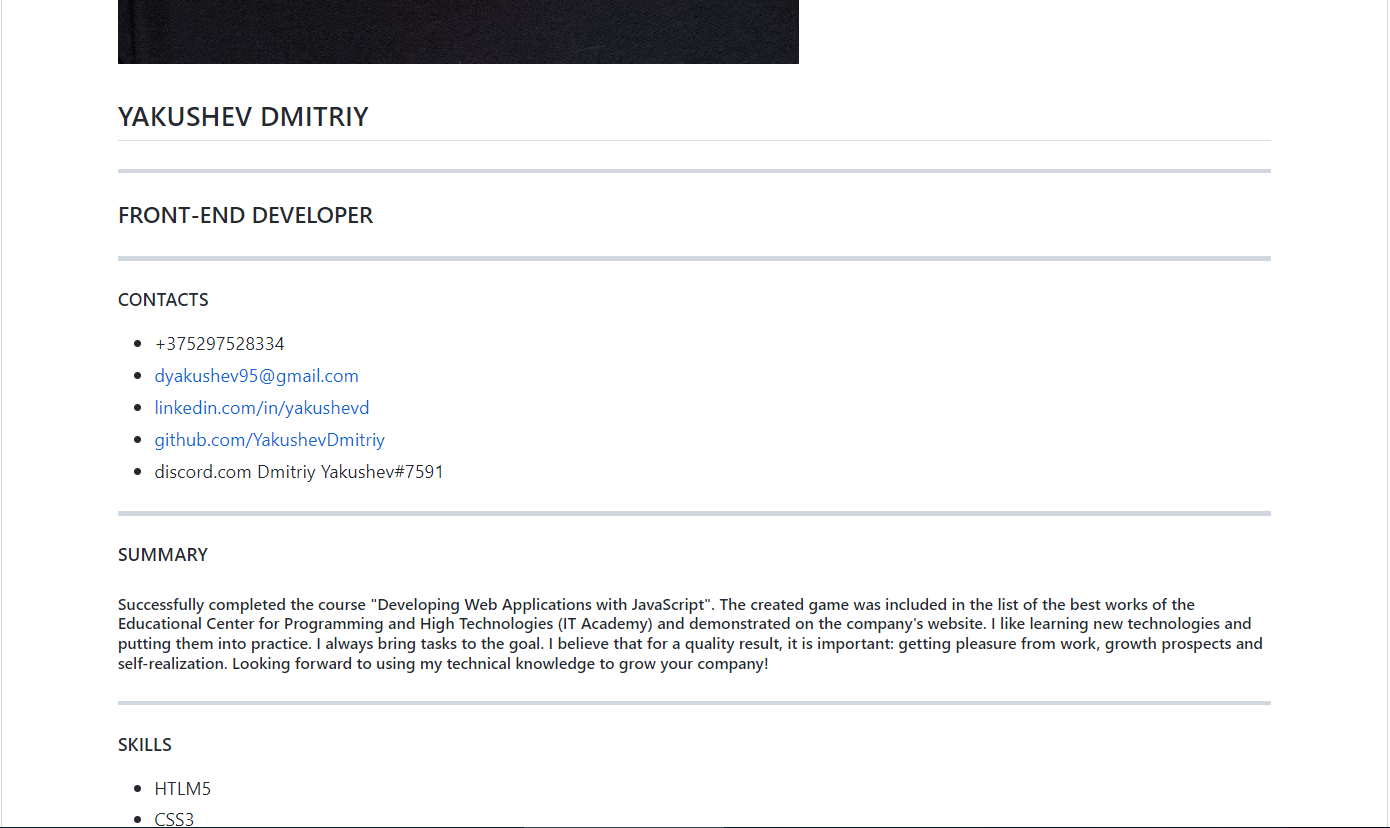 YAKUSHEV DMITRIY
FRONT-END DEVELOPER
CONTACTS
+375297528334
dyakushev95@gmail.com
linkedin.com/in/yakushevd
github.com/YakushevDmitriy
discord.com Dmitriy Yakushev#7591
SUMMARY
Successfully completed the course "Developing Web Applications with JavaScript". The created game was included in the list of the best works of the
Educational Center for Programming and High Technologies (IT Academy) and demonstrated on the company's website. I like learning new technologies and
putting them into practice. I always bring tasks to the goal. I believe that for a quality result, it is important: getting pleasure from work, growth prospects and
self-realization. Looking forward to using my technical knowledge to grow your company!
SKILLS
HTLM5
CSS3